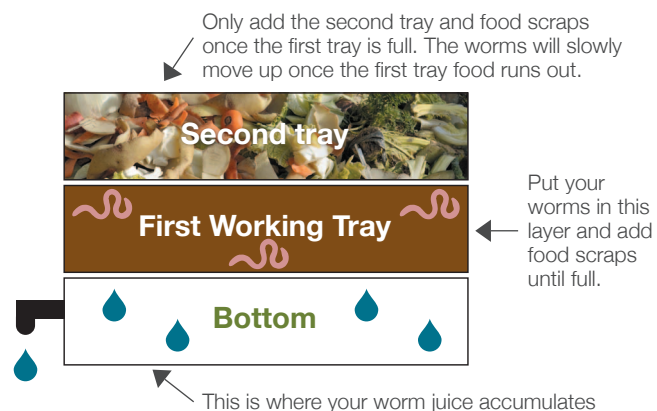 Only add the second tray and food scraps
once the first tray is full. The worms will slowly
move up once the first tray food runs out.
Second tray
First Working Tray
Put your
worms in this
layer and add
food scraps
until full.
Bottom
This is where your worm juice accumulates